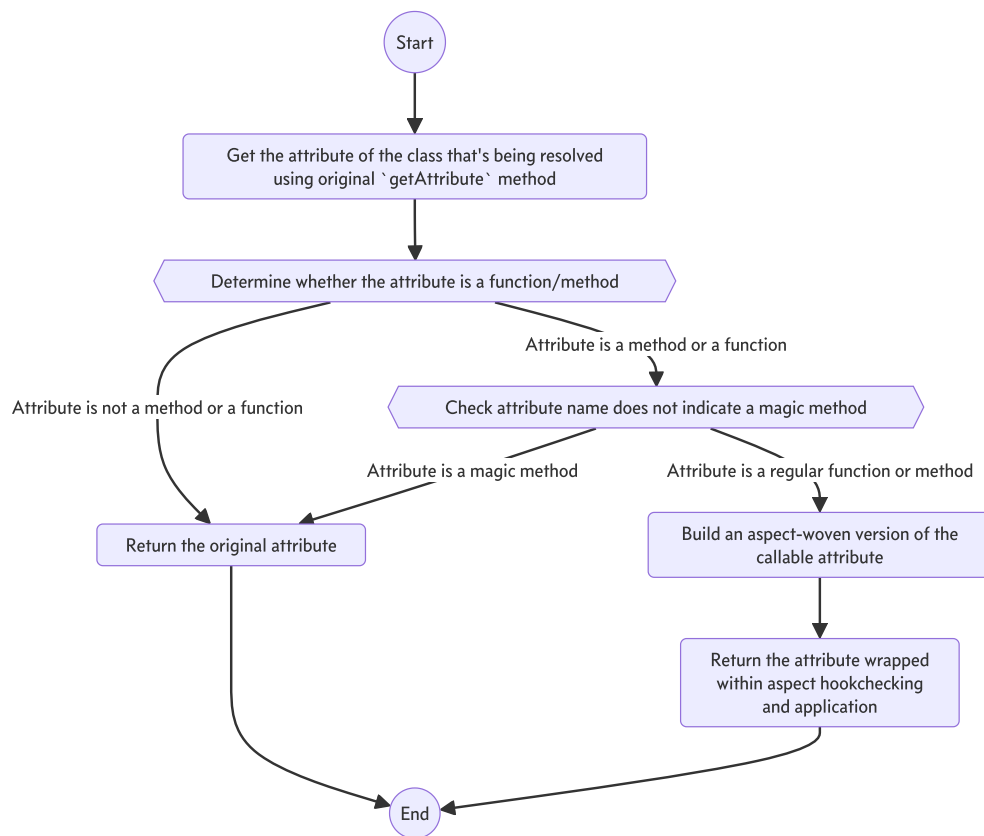 Start
Get the attribute of the class that's being resolved
using original `getAttribute` method
Determine whether the attribute is a function/method
Attribute is a method or a function
Attribute is not a method or a function
Check attribute name does not indicate a magic method
Attribute is a magic method
Attribute is a regular function or method
Return the original attribute
Build an aspect-woven version of the
callable attribute
Return the attribute wrapped
within aspect hookchecking
and application
End